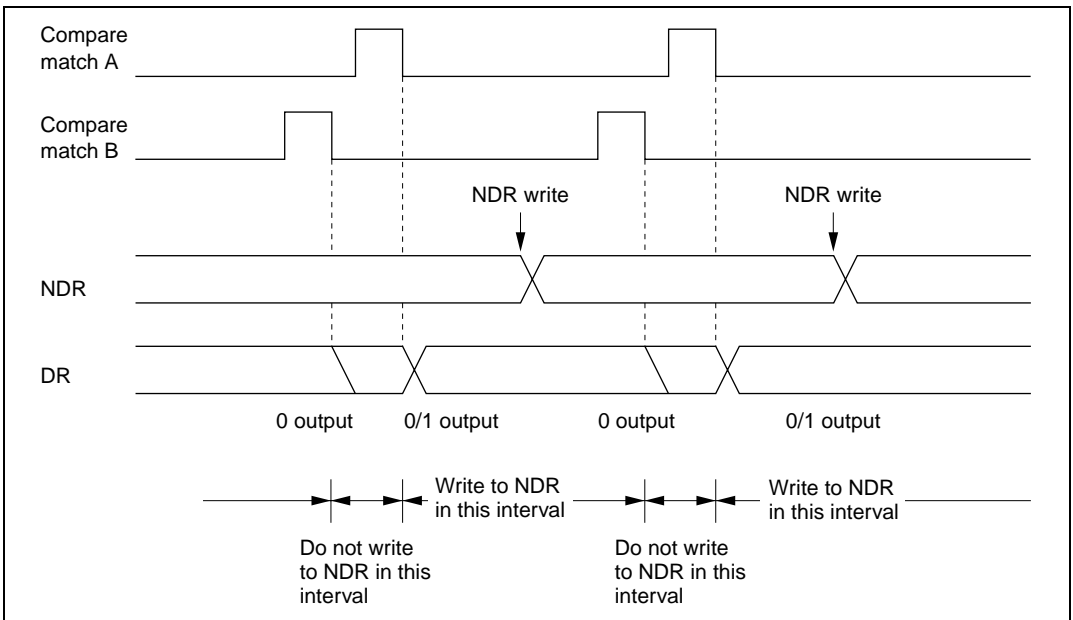 Compare
match A
Compare
match B
NDR write
NDR write
NDR
DR
0 output
0/1 output
0 output
0/1 output
Write to NDR
in this interval
Write to NDR
in this interval
Do not write
to NDR in this
interval
Do not write
to NDR in this
interval